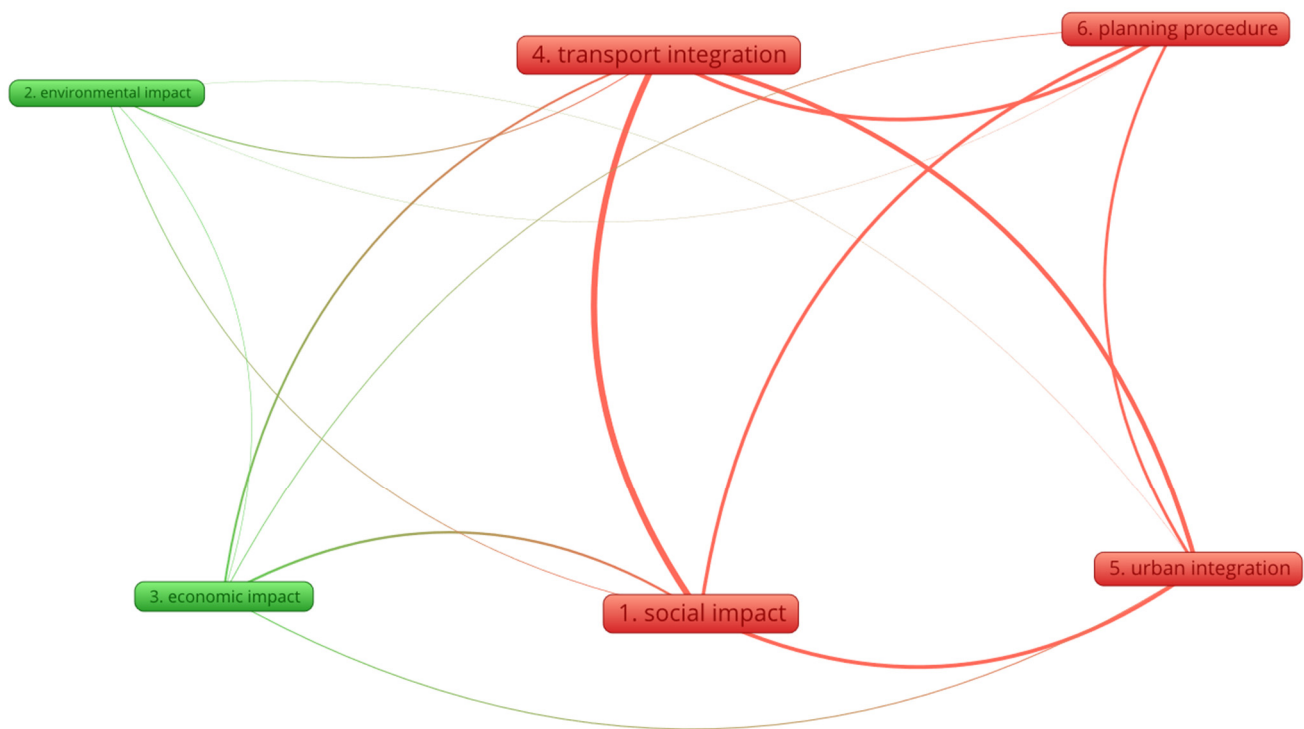 6. planning procedure
4. transport integration
2. environmental impact
5. urban integration
3. economic impact
1. social impact